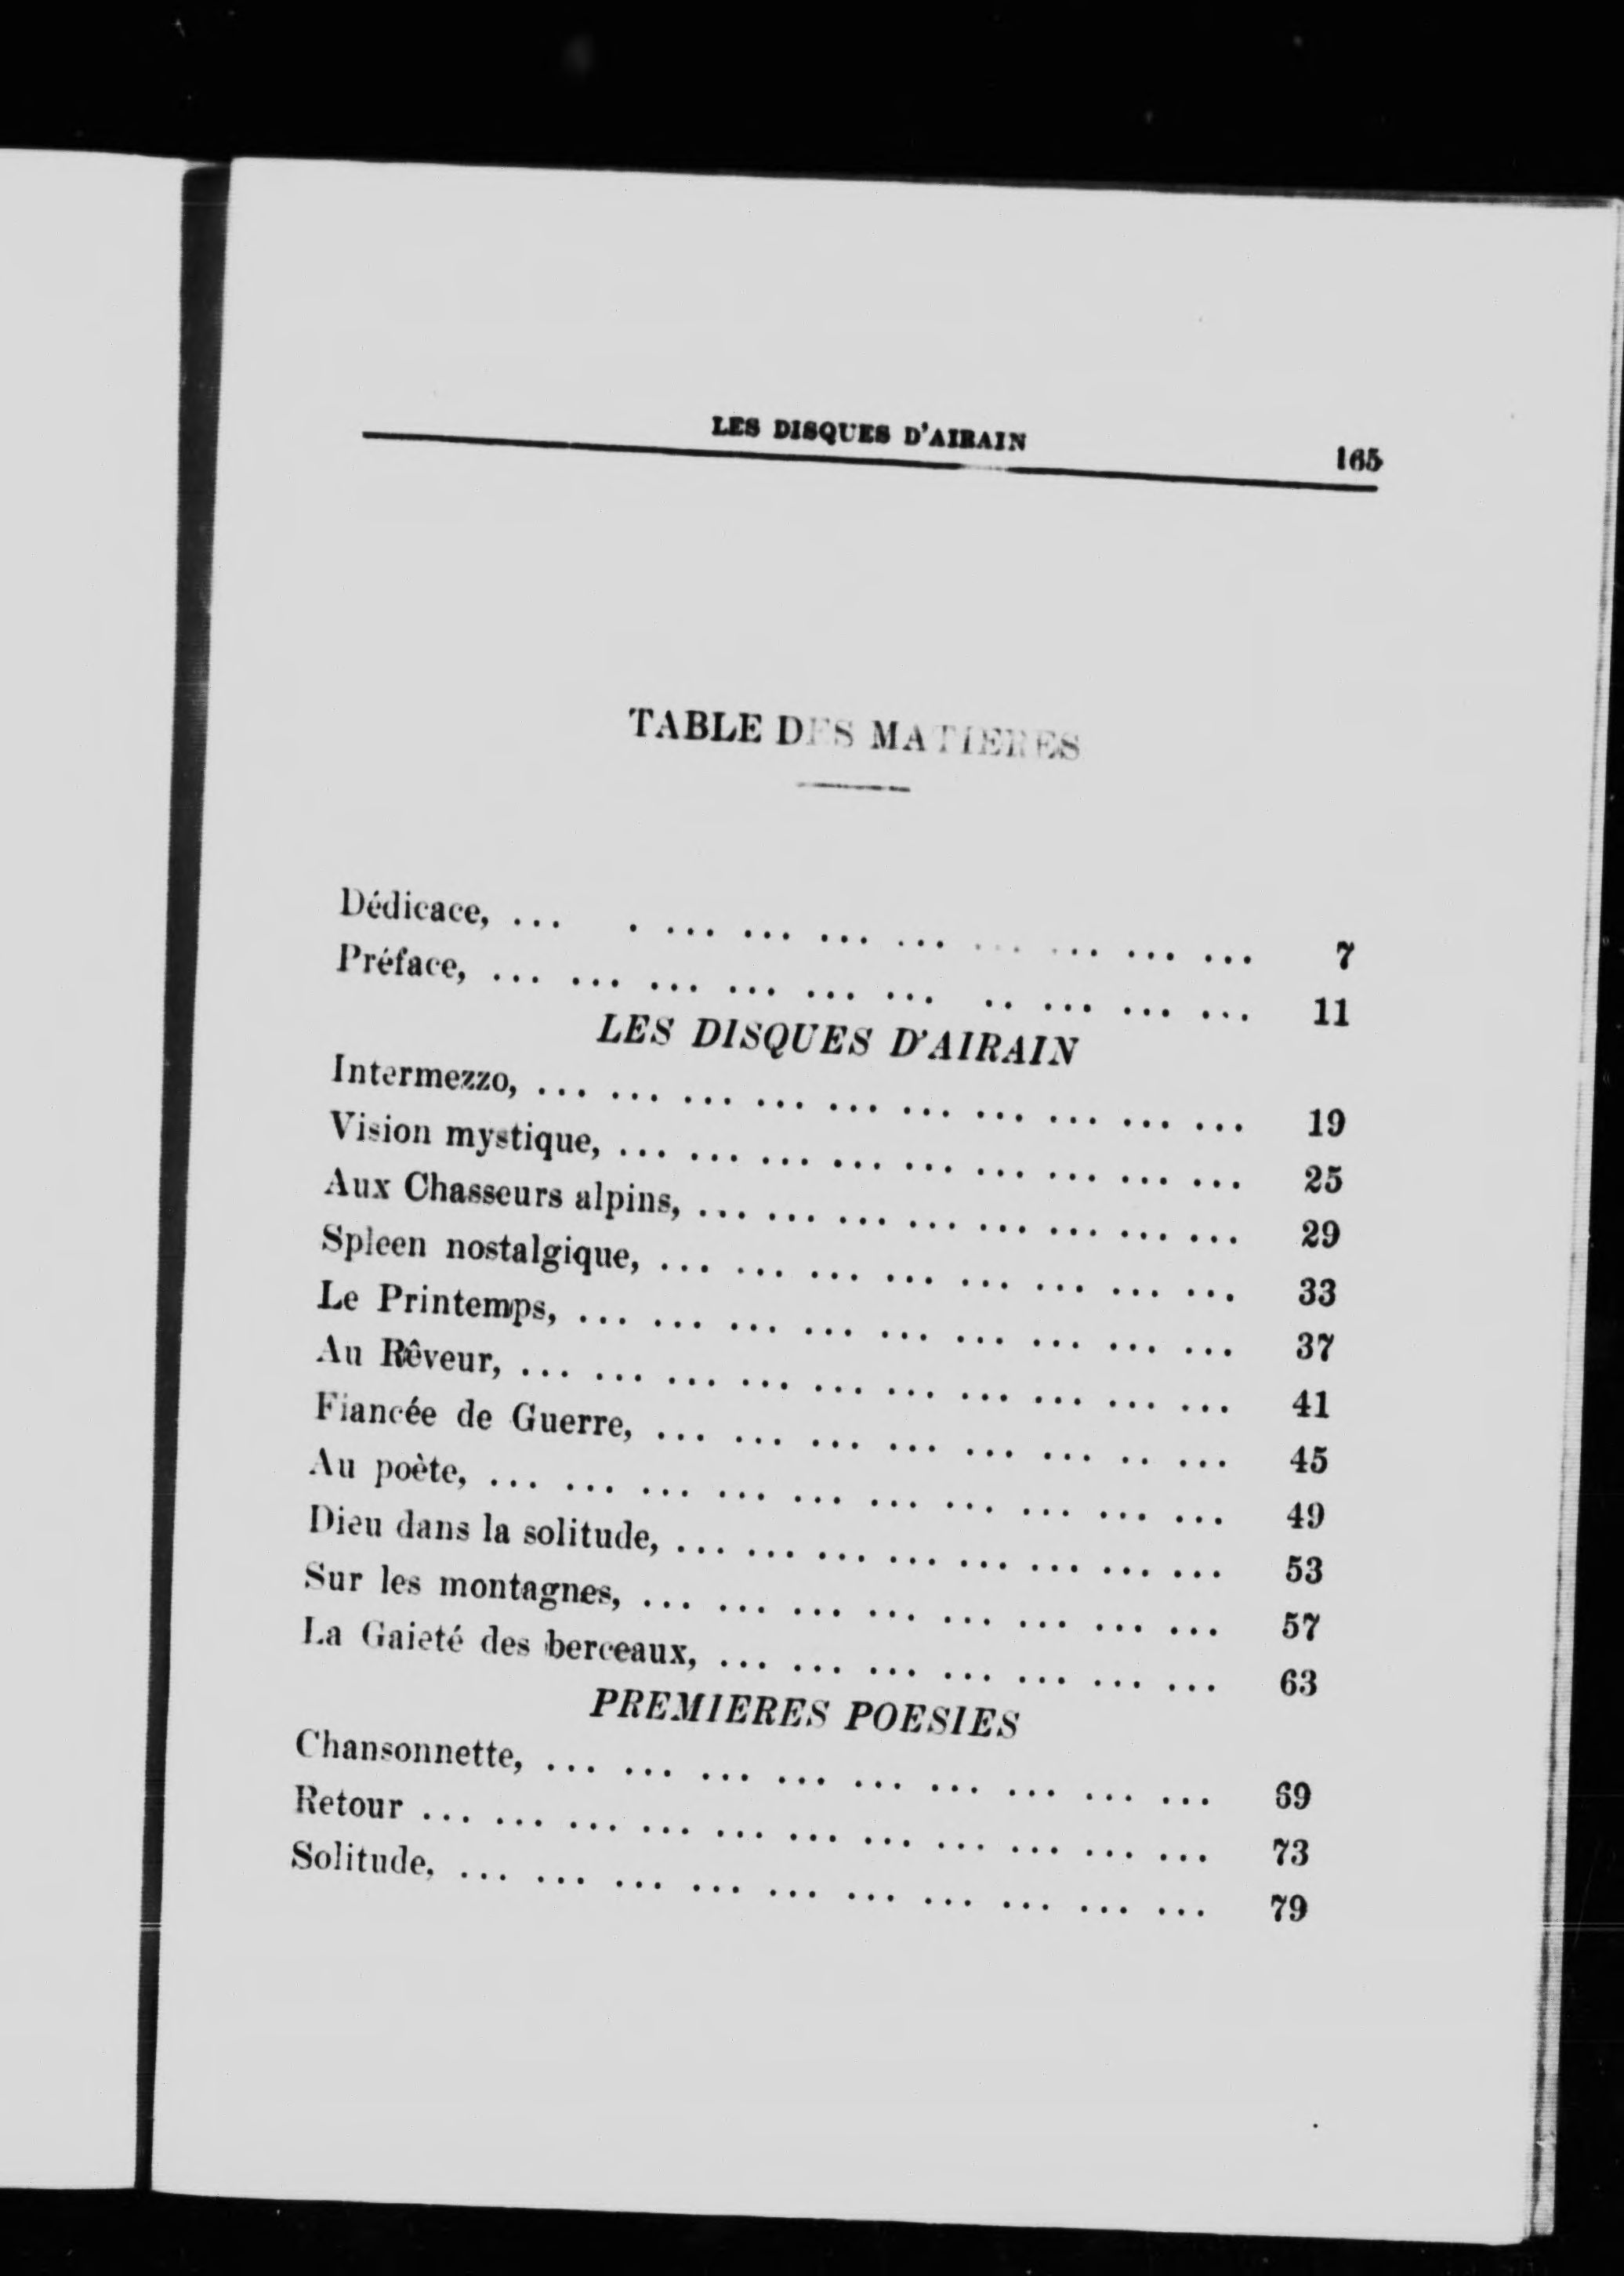 LES DISQUES D'AIRAIN 165
TABLE DES MATIERES
Dédicace, ... . ... ... ... ... ... ... ... ... 7
Préface, ... ... ... ... ... ... .. ... ... ... 11
LES DISQUES D'AIRAIN
Intermezzo, ... ... ... ... ... ... ... ... ... ... 19
Vision mystique, ... ... ... ... ... ... ... ... ... 25
Aux Chasseurs alpins, ... ... ... ... ... ... ... ... 29
Spleen nostalgique, ... ... ... ... ... ... ... ... 33
Le Printemps, ... ... ... ... ... ... ... ... ... 37
Au Rêveur, ... ... ... ... ... ... ... ... ... ... 41
Fiancée de Guerre, ... ... ... ... ... ... .. ... 45
Au poète, ... ... ... ... ... ... ... ... ... ... 49
Dieu dans la solitude, ... ... ... ... ... ... ... ... 53
Sur les montagnes, ... ... ... ... ... ... ... ... 57
La Gaieté des berceaux, ... ... ... ... ... ... ... 63
PREMIERES POESIES
Chansonnette, ... ... ... ... ... ... ... ... ... 69
Retour ... ... ... ... ... ... ... ... ... ... ... 73
Solitude, ... ... ... ... ... ... ... ... ... ... 79